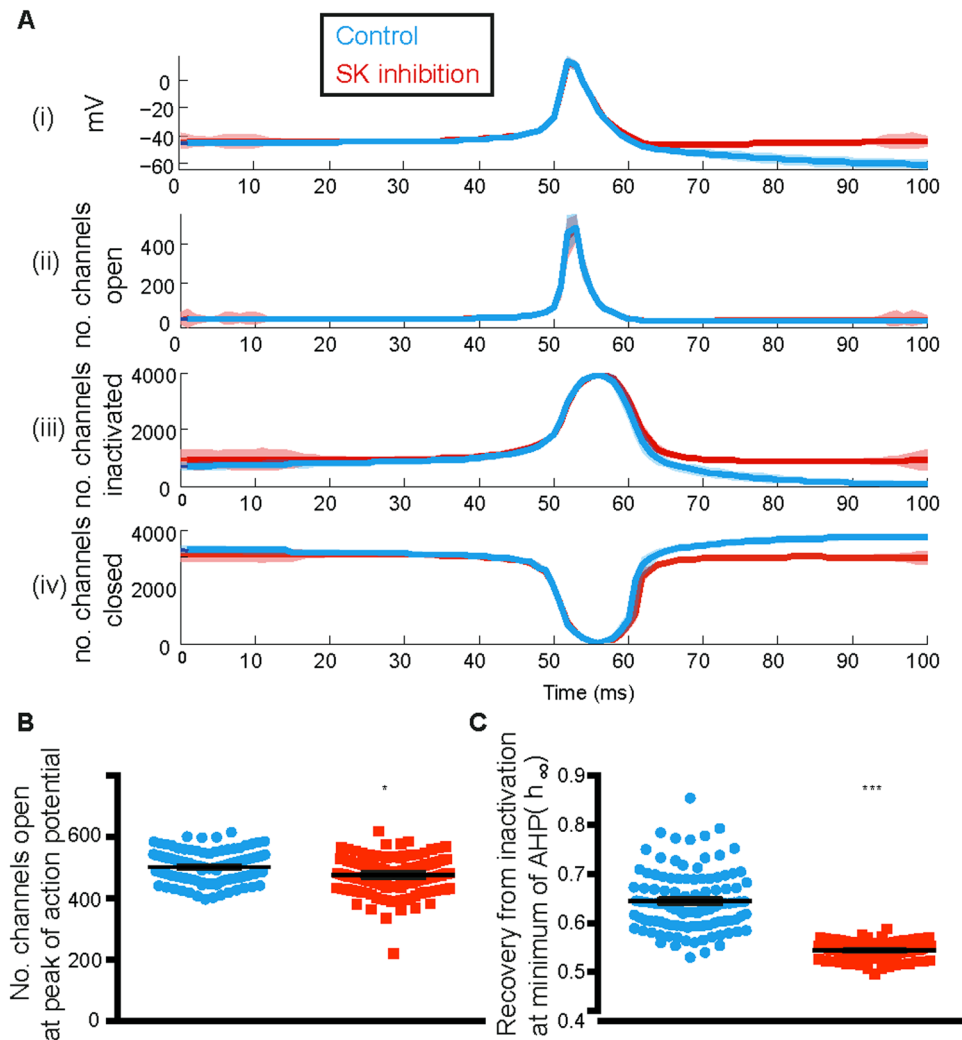 A
Control
SK inhibition
(i)
mV
0
−20
−40
−60
0 10 20 30 40 50 60 70 80 90 100
(ii)
no. channels
open
400
200
0
0 10 20 30 40 50 60 70 80 90 100
(iii)
no. channels
inactivated
4000
2000
0
0 10 20 30 40 50 60 70 80 90 100
(iv)
no. channels
closed
4000
2000
0
0 10 20 30 40 50 60 70 80 90 100
Time (ms)
B
No. channels open
at peak of action potential
600
400
200
0
*
C
Recovery from inactivation
at minimum of AHP( h∞)
0.9
0.8
0.7
0.6
0.5
0.4
***